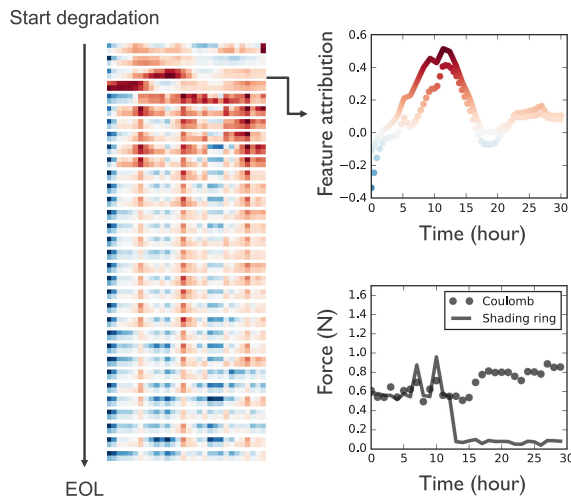 Start degradation
EOL
Feature attribution
0.6
0.4
0.2
0.0
−0.2
−0.4
0 5 10 15 20 25 30
Time (hour)
Force (N)
1.6
1.4
1.2
1.0
0.8
0.6
0.4
0.2
0.0
Coulomb
Shading ring
0 5 10 15 20 25 30
Time (hour)